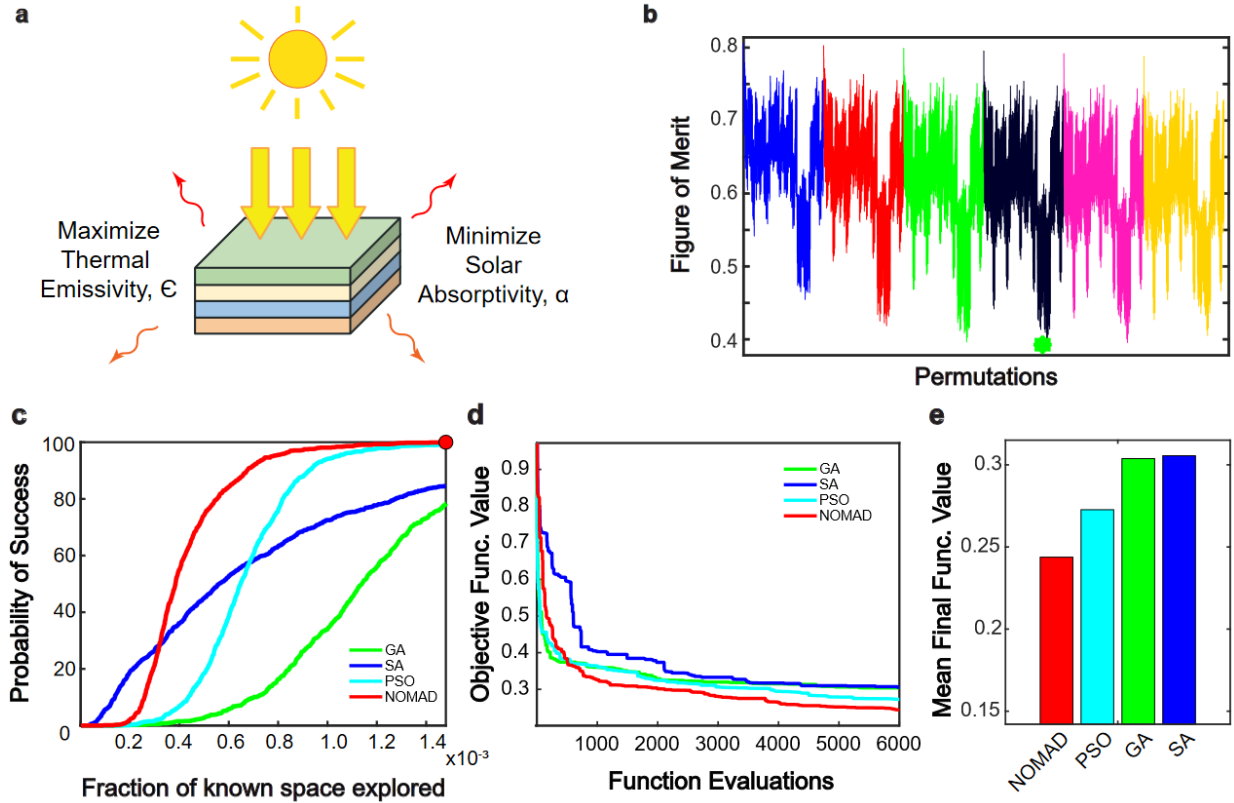 a
Maximize
Thermal
Emissivity, Є
Minimize
Solar
Absorptivity, α
b
0.8
0.7
0.6
0.5
0.4
Figure of Merit
Permutations
c
100
80
60
40
20
0
0.2
0.4
0.6
0.8
1
1.2
1.4
×10⁻³
Probability of Success
Fraction of known space explored
GA
SA
PSO
NOMAD
d
0.9
0.8
0.7
0.6
0.5
0.4
0.3
1000
2000
3000
4000
5000
6000
Objective Func. Value
Function Evaluations
GA
SA
PSO
NOMAD
e
0.3
0.25
0.2
0.15
Mean Final Func. Value
NOMAD
PSO
GA
SA